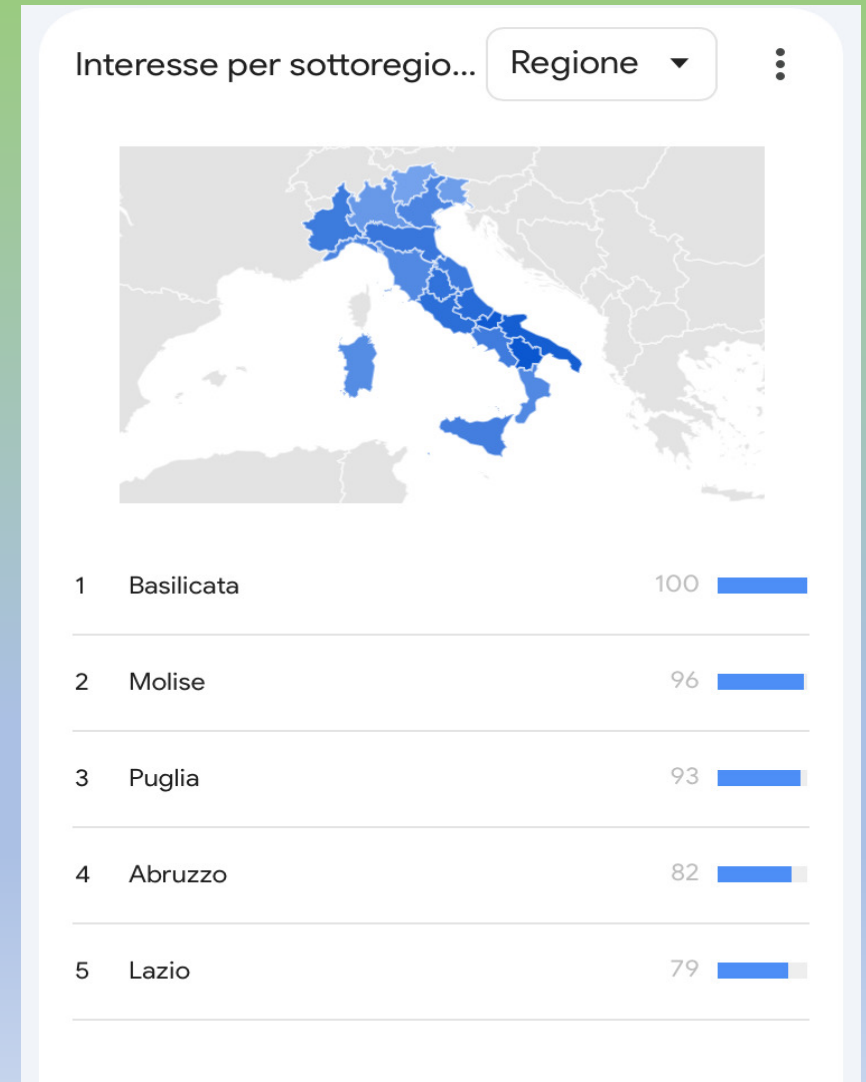 Interesse per sottoregio... Regione
1 Basilicata 100
2 Molise 96
3 Puglia 93
4 Abruzzo 82
5 Lazio 79